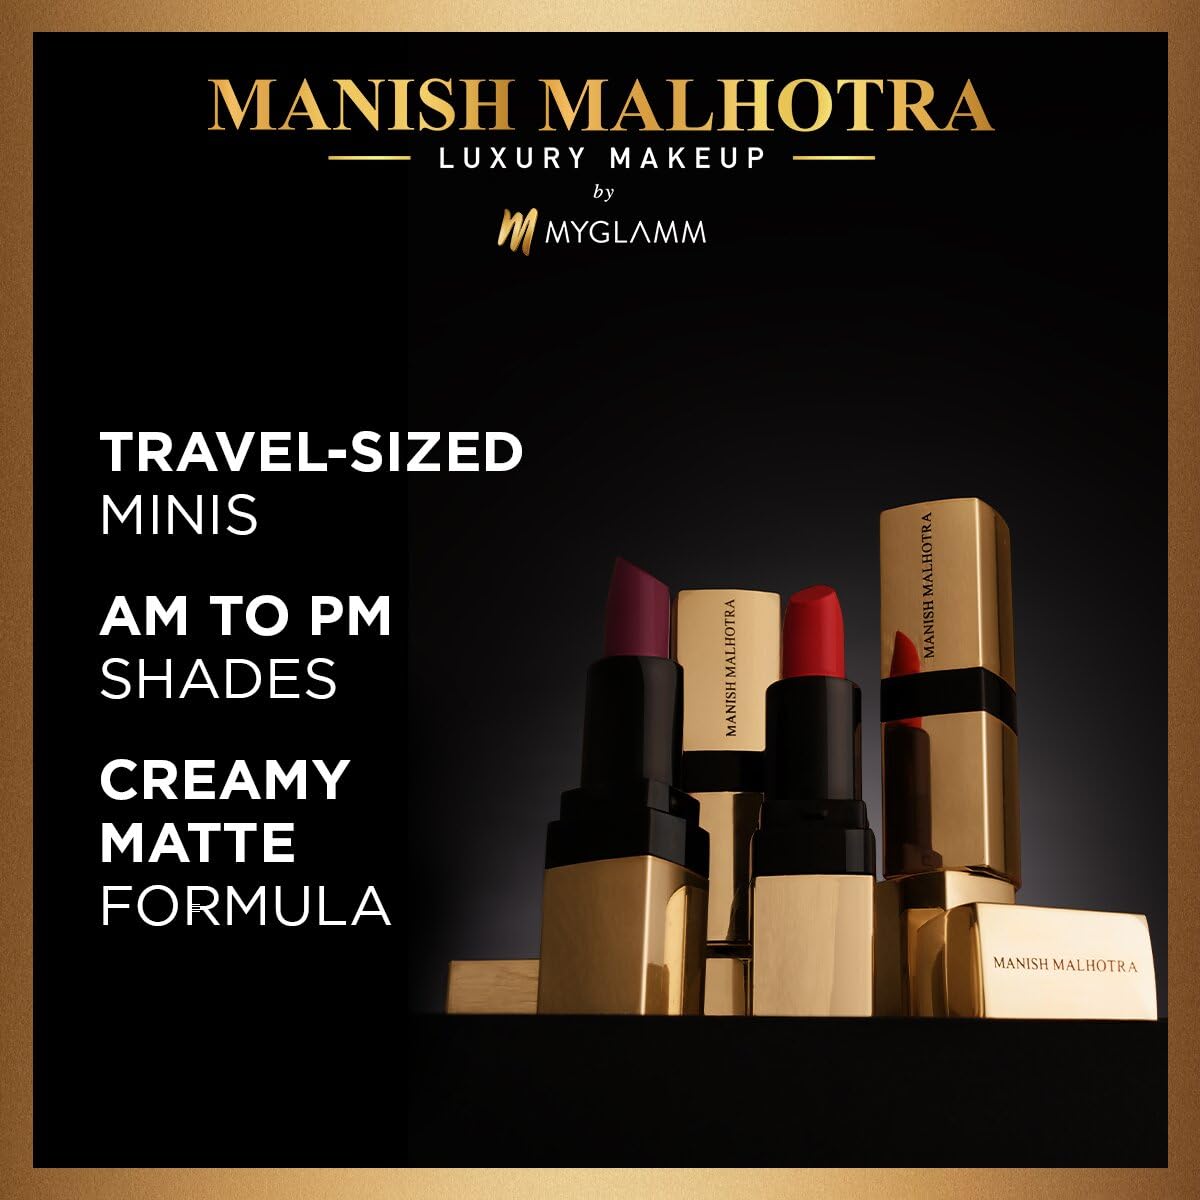 MANISH MALHOTRA
LUXURY MAKEUP
by
MYGLAMM
TRAVEL-SIZED
MINIS
AM TO PM
SHADES
CREAMY
MATTE
FORMULA
MANISH MALHOTRA
MANISH MALHOTRA
MANISH MALHOTRA